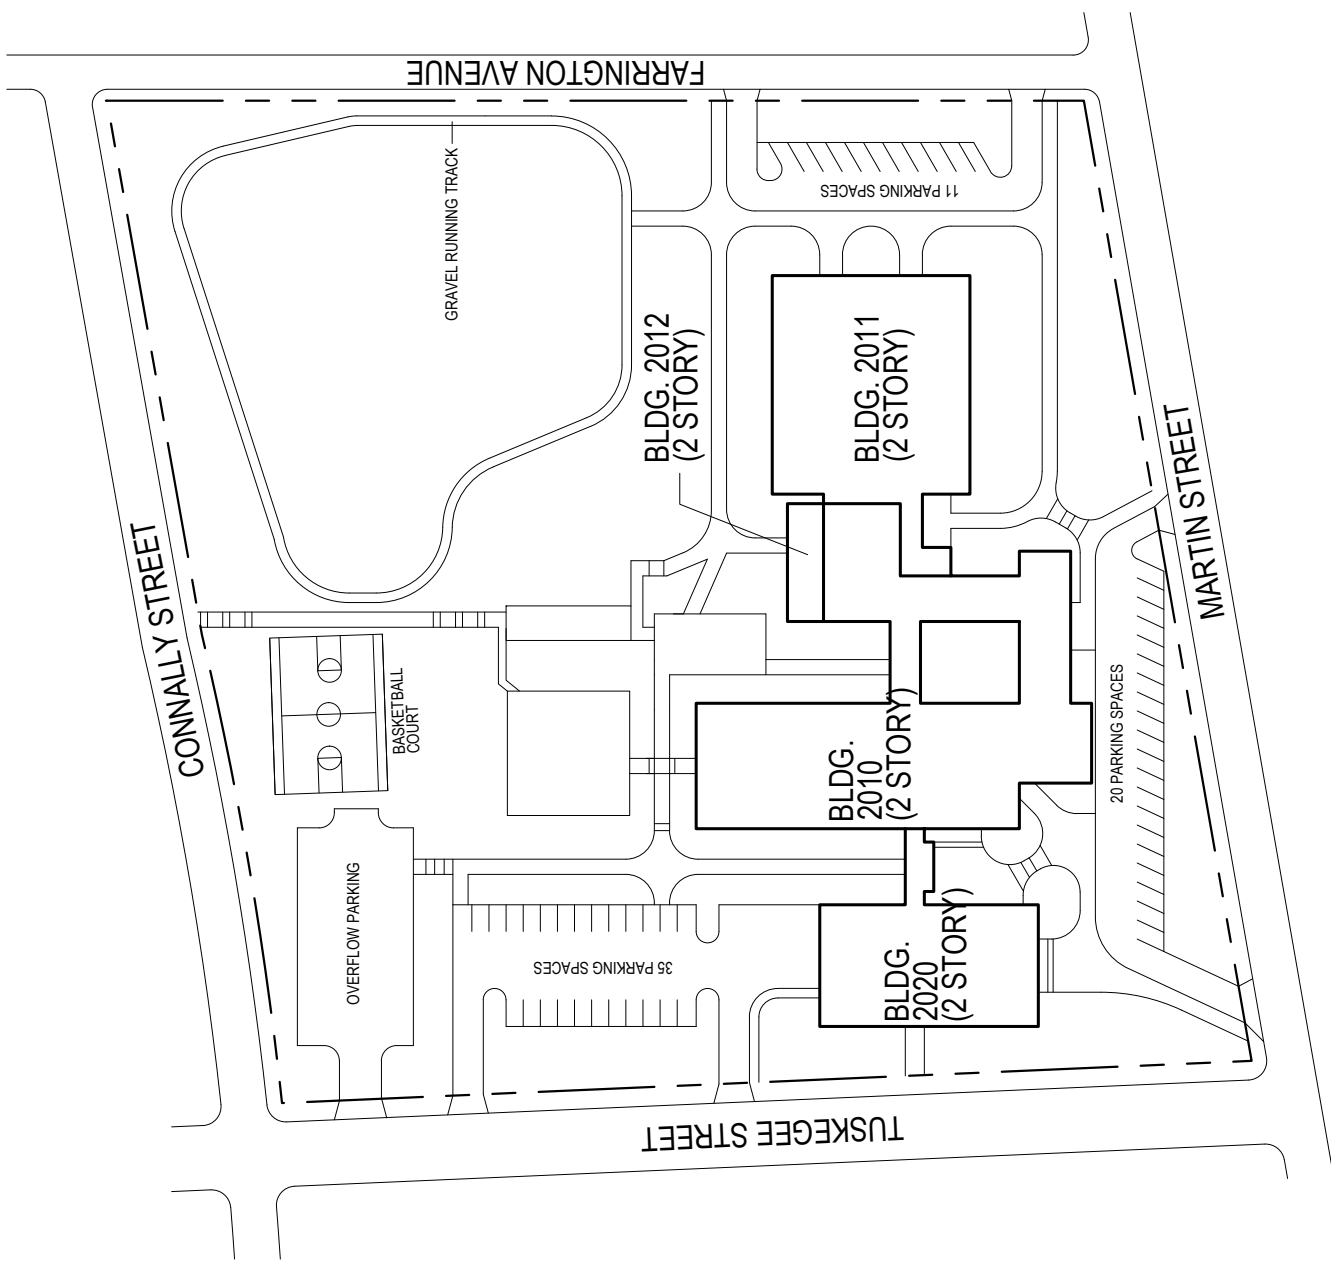 FARRINGTON AVENUE
GRAVEL RUNNING TRACK
11 PARKING SPACES
BLDG. 2012
(2 STORY)
BLDG. 2011
(2 STORY)
CONNALLY STREET
MARTIN STREET
BASKETBALL
COURT
BLDG.
2010
(2 STORY)
20 PARKING SPACES
OVERFLOW PARKING
35 PARKING SPACES
BLDG.
2020
(2 STORY)
TUSKEGEE STREET